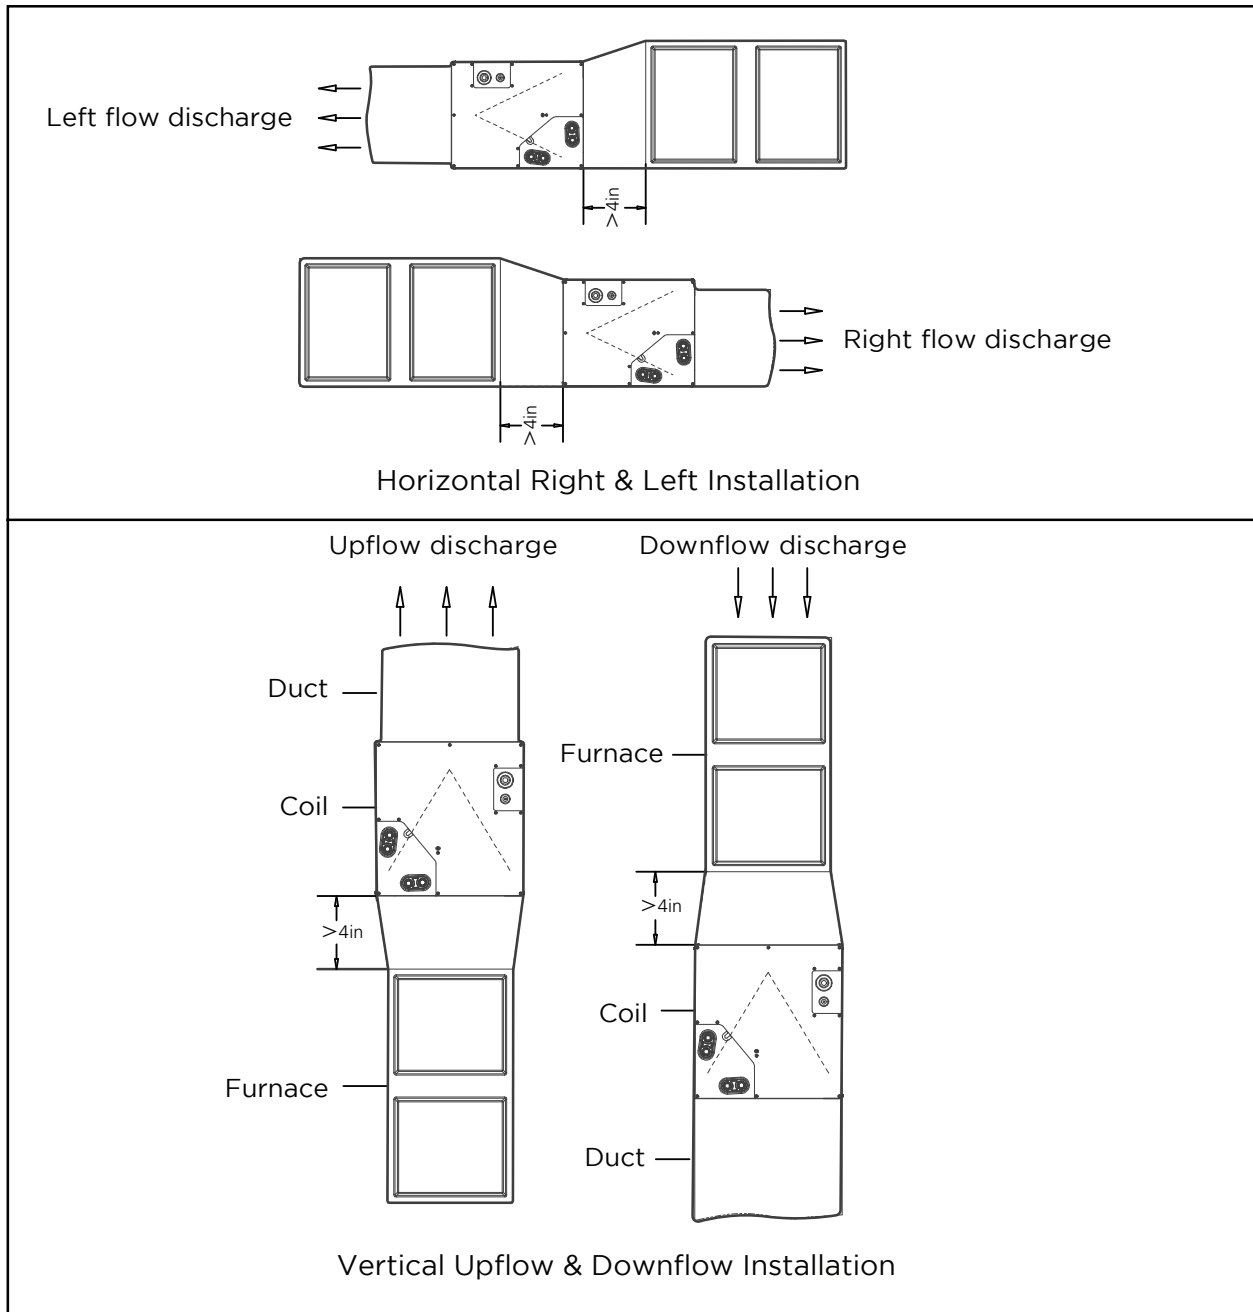 Left flow discharge
>4in
Right flow discharge
>4in
Horizontal Right & Left Installation
Upflow discharge
Downflow discharge
Duct
Furnace
Coil
>4in
>4in
Coil
Furnace
Duct
Vertical Upflow & Downflow Installation